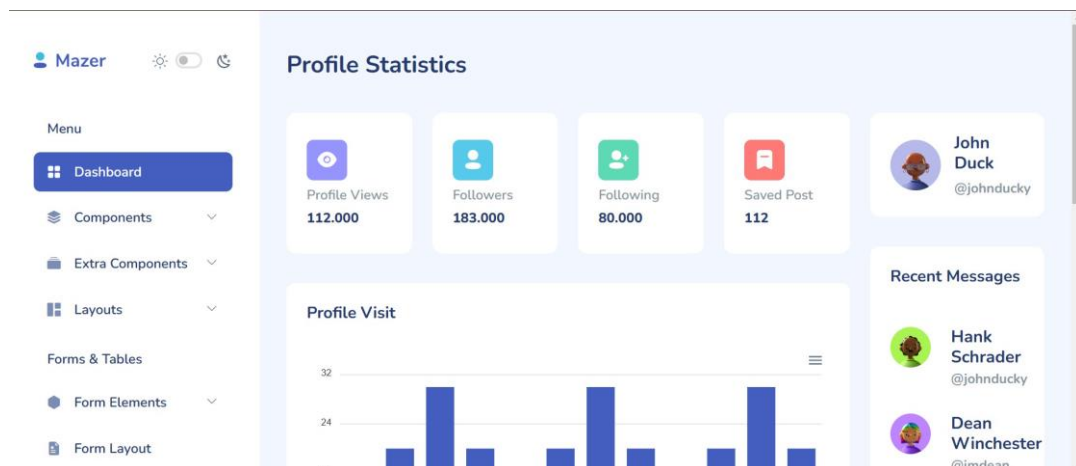 Mazer
Menu
Dashboard
Components
Extra Components
Layouts
Forms & Tables
Form Elements
Form Layout
Profile Statistics
Profile Views
112.000
Followers
183.000
Following
80.000
Saved Post
112
Profile Visit
32
24
John
Duck
@johnducky
Recent Messages
Hank
Schrader
@johnducky
Dean
Winchester
@imdean